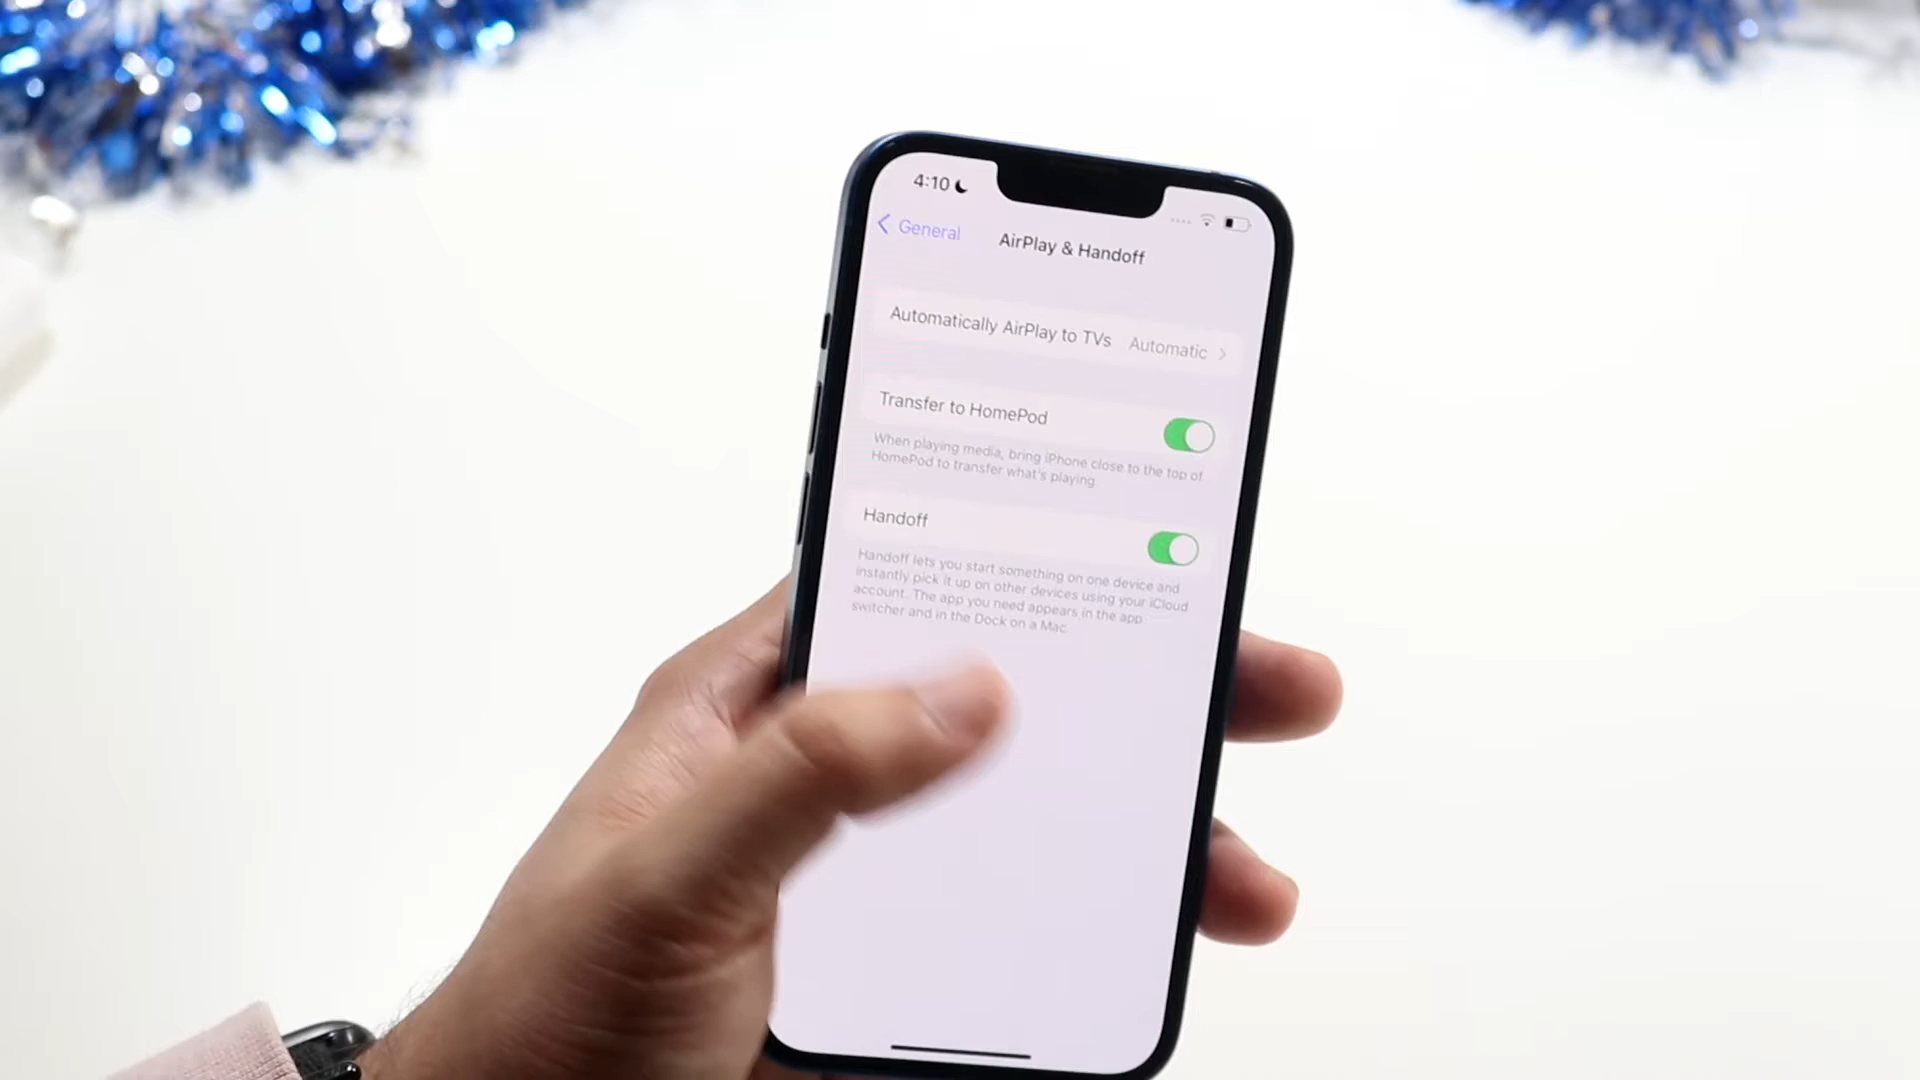 4:10
General
AirPlay & Handoff
Automatically AirPlay to TVs Automatic
Transfer to HomePod
When playing media, bring iPhone close to the top of
HomePod to transfer what's playing.
Handoff
Handoff lets you start something on one device and
instantly pick it up on other devices using your iCloud
account. The app you need appears in the app
switcher and in the Dock on a Mac.